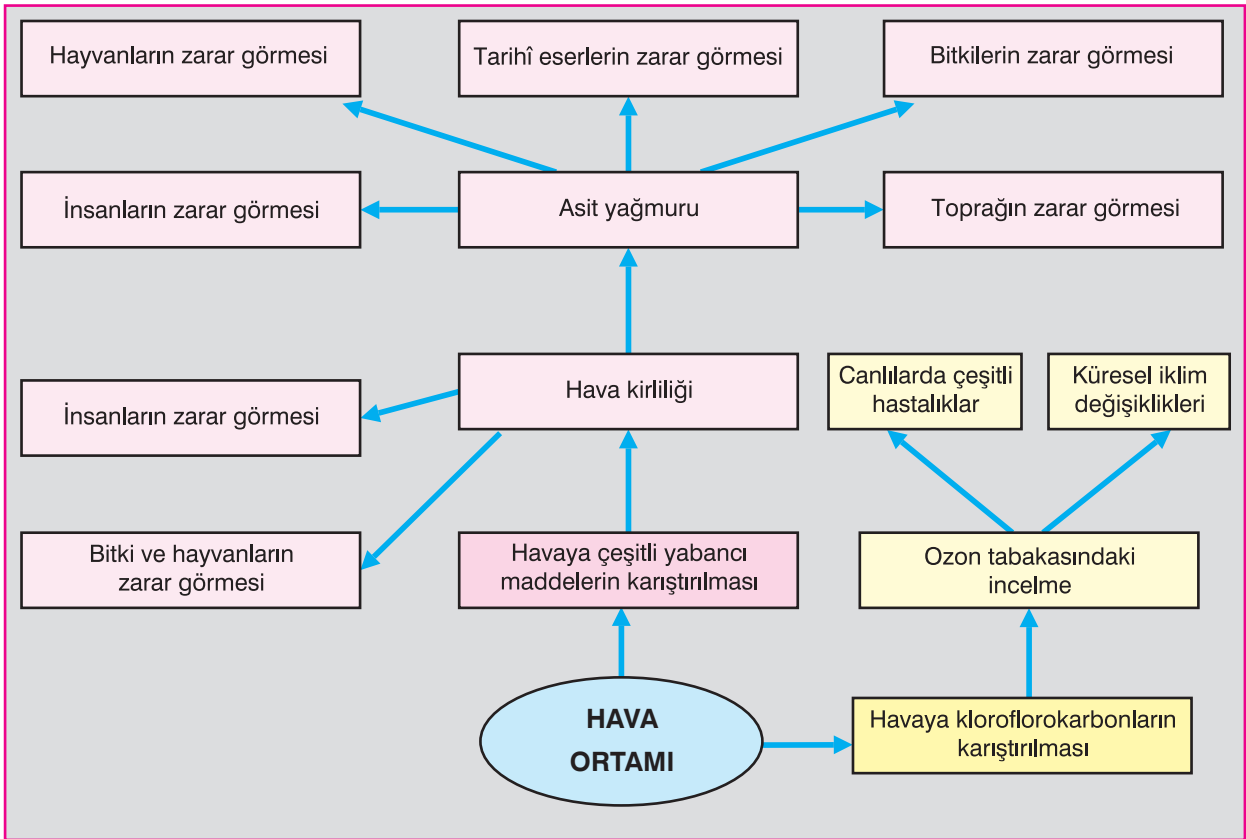 Hayvanların zarar görmesi
Tarihî eserlerin zarar görmesi
Bitkilerin zarar görmesi
İnsanların zarar görmesi
Asit yağmuru
Toprağın zarar görmesi
İnsanların zarar görmesi
Hava kirliliği
Canlılarda çeşitli
hastalıklar
Küresel iklim
değişiklikleri
Bitki ve hayvanların
zarar görmesi
Havaya çeşitli yabancı
maddelerin karıştırılması
Ozon tabakasındaki
incelme
HAVA
ORTAMI
Havaya kloroflorokarbonların
karıştırılması